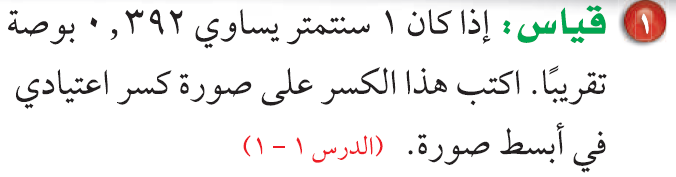 ١ قياس: إذا كان ١ سنتمتر يساوي ٠,٣٩٢ بوصة
تقريبًا. اكتب هذا الكسر على صورة كسر اعتيادي
في أبسط صورة. (الدرس ١ - ١)